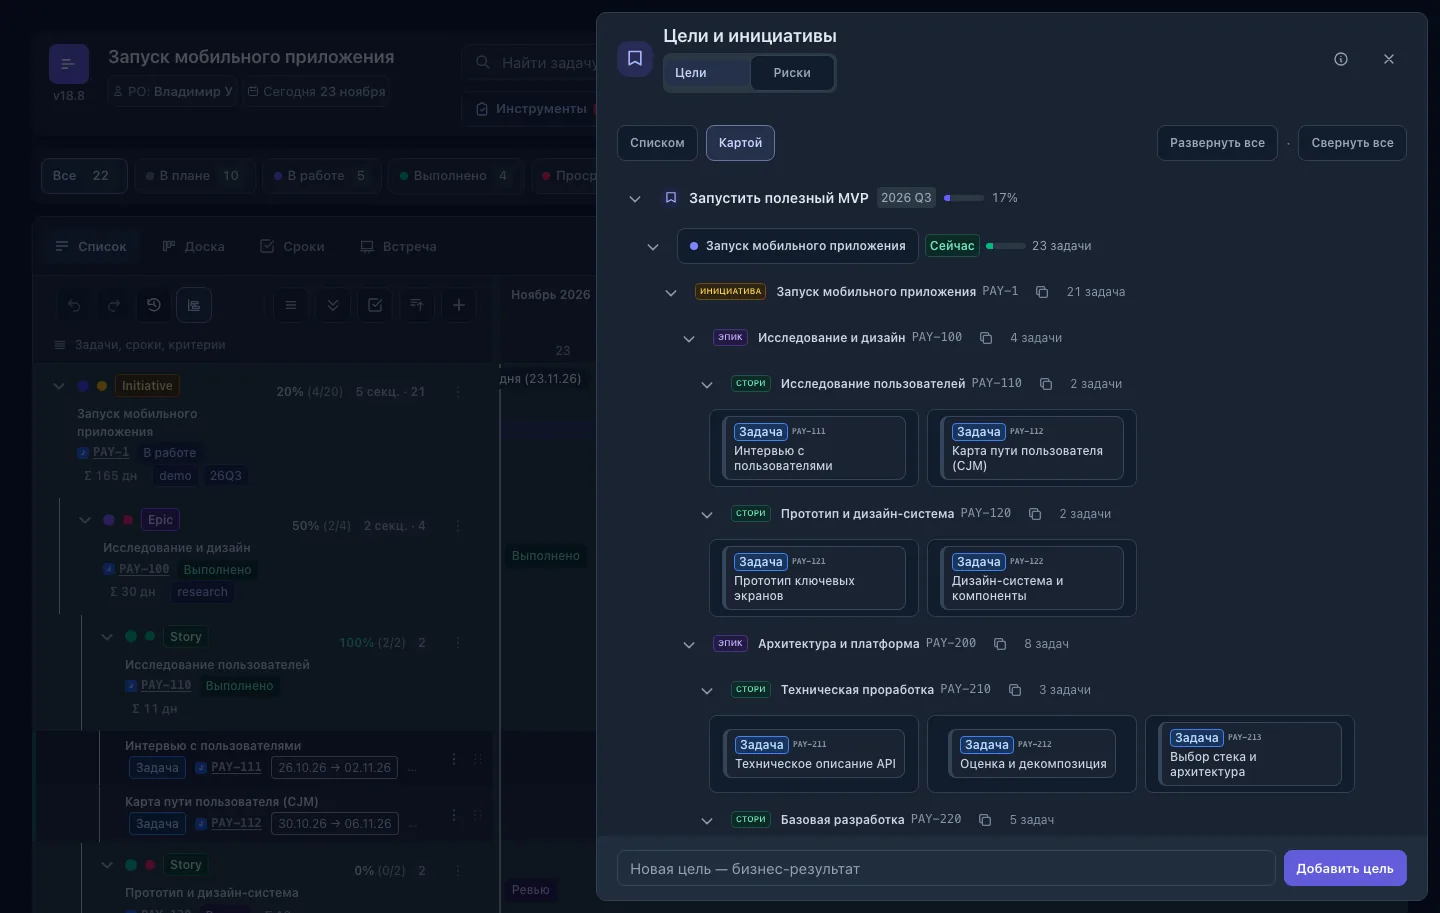 Запуск мобильного приложения
v18.8
PO: Владимир У
Сегодня 23 ноября
Найти задачу
Инструменты
Все 22
В плане 10
В работе 5
Выполнено 4
Проср
Список
Доска
Сроки
Встреча
Ноябрь 2026
Задачи, сроки, критерии
23
дня (23.11.26)
Initiative
20% (4/20) 5 секц. · 21
Запуск мобильного
приложения
PAY-1 В работе
Σ 165 дн demo 26Q3
Epic
50% (2/4) 2 секц. · 4
Исследование и дизайн
PAY-100 Выполнено
Σ 30 дн research
Выполнено
Story
100% (2/2) · 2
Исследование пользователей
PAY-110 Выполнено
Σ 11 дн
Интервью с пользователями
Задача PAY-111 26.10.26 → 02.11.26 ...
Карта пути пользователя (CJM)
Задача PAY-112 30.10.26 → 06.11.26 ...
Story
0% (0/2) · 2
Прототип и дизайн-система
Ревью
Цели и инициативы
Цели
Риски
Списком
Картой
Развернуть все · Свернуть все
Запустить полезный MVP 2026 Q3 17%
Запуск мобильного приложения Сейчас 23 задачи
ИНИЦИАТИВА Запуск мобильного приложения PAY-1 21 задача
ЭПИК Исследование и дизайн PAY-100 4 задачи
СТОРИ Исследование пользователей PAY-110 2 задачи
Задача PAY-111
Интервью с
пользователями
Задача PAY-112
Карта пути пользователя
(CJM)
СТОРИ Прототип и дизайн-система PAY-120 2 задачи
Задача PAY-121
Прототип ключевых
экранов
Задача PAY-122
Дизайн-система и
компоненты
ЭПИК Архитектура и платформа PAY-200 8 задач
СТОРИ Техническая проработка PAY-210 3 задачи
Задача PAY-211
Техническое описание API
Задача PAY-212
Оценка и декомпозиция
Задача PAY-213
Выбор стека и
архитектура
СТОРИ Базовая разработка PAY-220 5 задач
Новая цель — бизнес-результат
Добавить цель